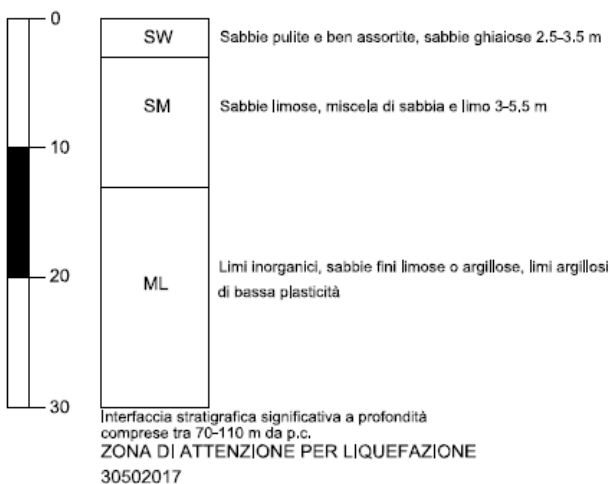 0
SW
Sabbie pulite e ben assortite, sabbie ghiaiose 2.5-3.5 m
SM
Sabbie limose, miscela di sabbia e limo 3-5.5 m
10
ML
Limi inorganici, sabbie fini limose o argillose, limi argillosi
di bassa plasticità
20
30
Interfaccia stratigrafica significativa a profondità
comprese tra 70-110 m da p.c.
ZONA DI ATTENZIONE PER LIQUEFAZIONE
30502017